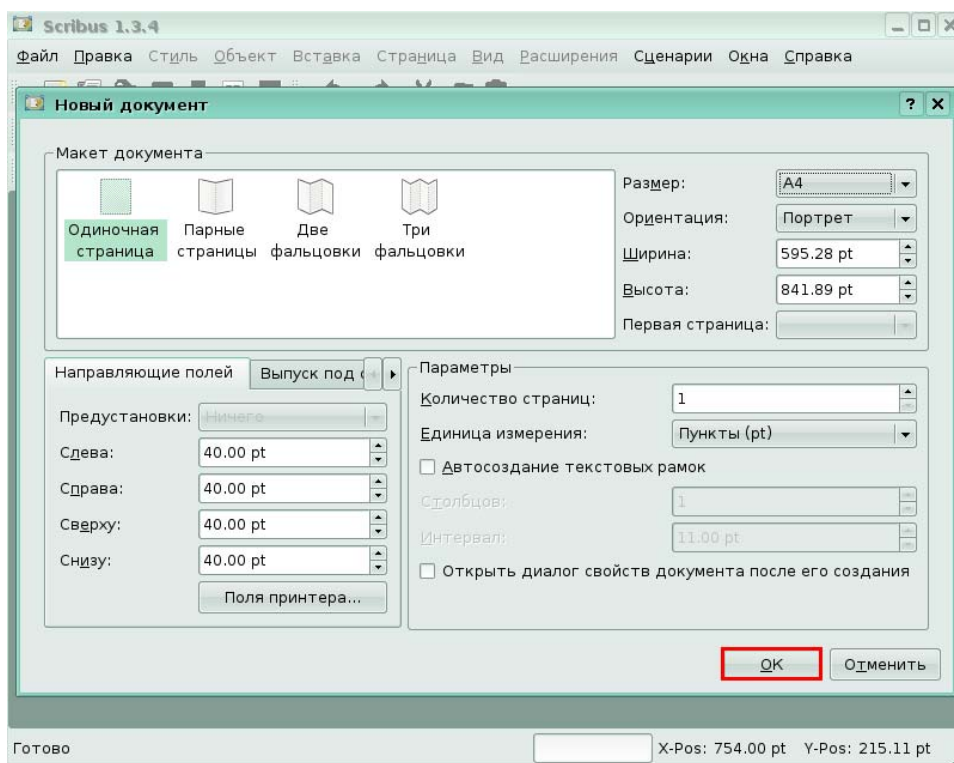 Scribus 1.3.4
Файл Правка Стиль Объект Вставка Страница Вид Расширения Сценарии Окна Справка
Новый документ
Макет документа
Одиночная страница
Парные страницы
Две фальцовки
Три фальцовки
Размер: A4
Ориентация: Портрет
Ширина: 595.28 pt
Высота: 841.89 pt
Первая страница:
Направляющие полей
Выпуск под
Предустановки: Ничего
Слева: 40.00 pt
Справа: 40.00 pt
Сверху: 40.00 pt
Снизу: 40.00 pt
Поля принтера...
Параметры
Количество страниц: 1
Единица измерения: Пункты (pt)
Автосоздание текстовых рамок
Столбцов: 1
Интервал: 11.00 pt
Открыть диалог свойств документа после его создания
OK
Отменить
Готово
X-Pos: 754.00 pt Y-Pos: 215.11 pt